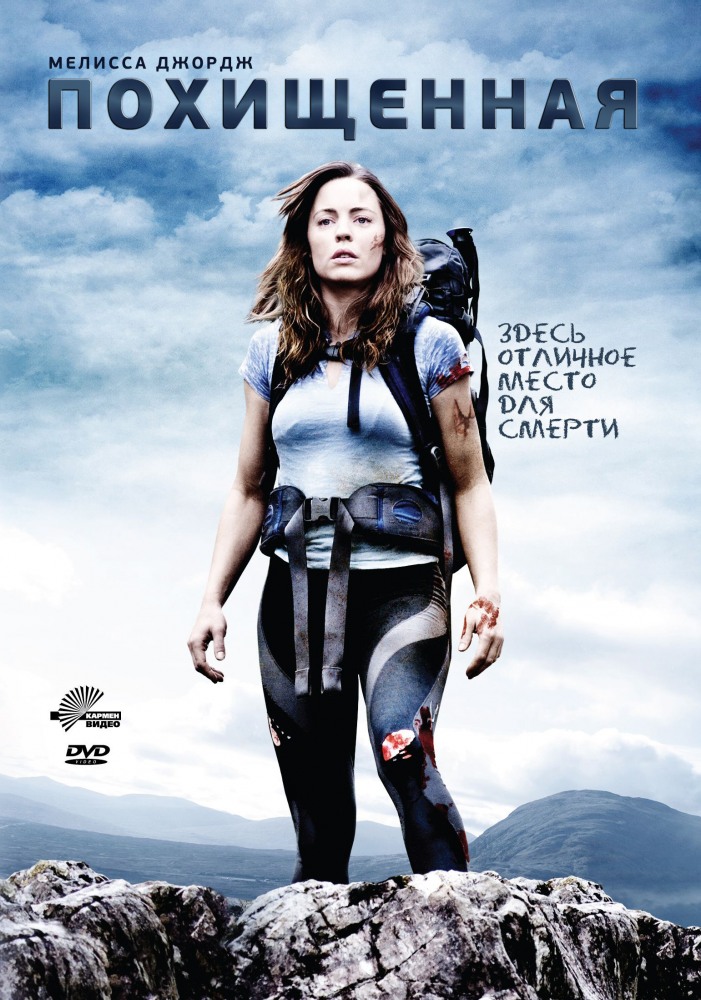 МЕЛИССА ДЖОРДЖ
ПОХИЩЕННАЯ
ЗДЕСЬ
ОТЛИЧНОЕ
МЕСТО
ДЛЯ
СМЕРТИ
КАРМЕН
ВИДЕО
DVD
VIDEO